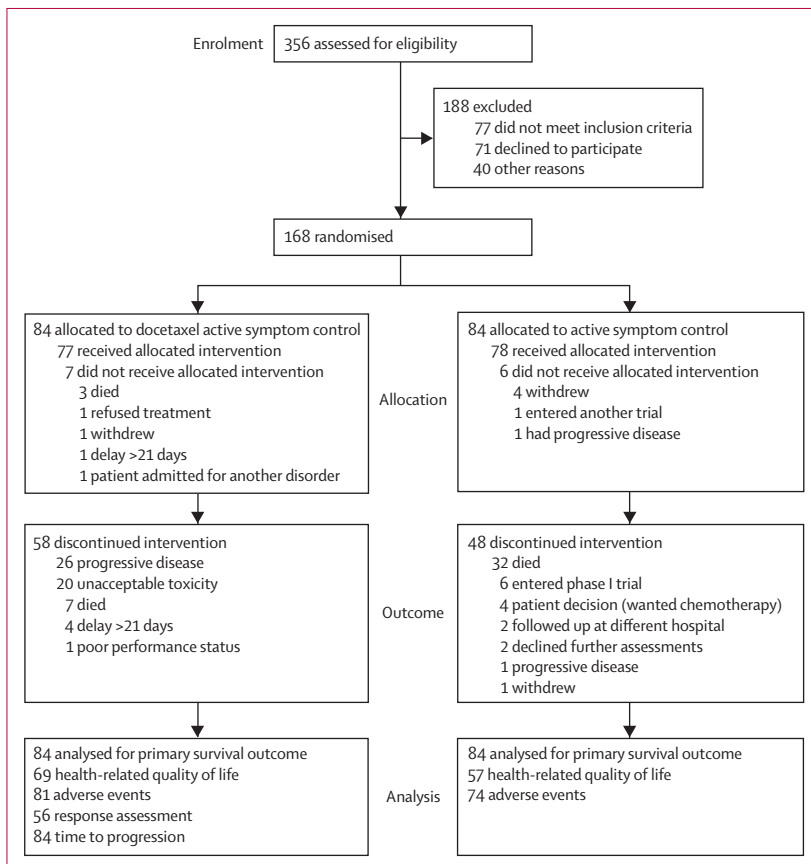 Enrolment
356 assessed for eligibility
188 excluded
77 did not meet inclusion criteria
71 declined to participate
40 other reasons
168 randomised
84 allocated to docetaxel active symptom control
77 received allocated intervention
7 did not receive allocated intervention
3 died
1 refused treatment
1 withdrew
1 delay >21 days
1 patient admitted for another disorder
Allocation
84 allocated to active symptom control
78 received allocated intervention
6 did not receive allocated intervention
4 withdrew
1 entered another trial
1 had progressive disease
58 discontinued intervention
26 progressive disease
20 unacceptable toxicity
7 died
4 delay >21 days
1 poor performance status
Outcome
48 discontinued intervention
32 died
6 entered phase I trial
4 patient decision (wanted chemotherapy)
2 followed up at different hospital
2 declined further assessments
1 progressive disease
1 withdrew
84 analysed for primary survival outcome
69 health-related quality of life
81 adverse events
56 response assessment
84 time to progression
Analysis
84 analysed for primary survival outcome
57 health-related quality of life
74 adverse events